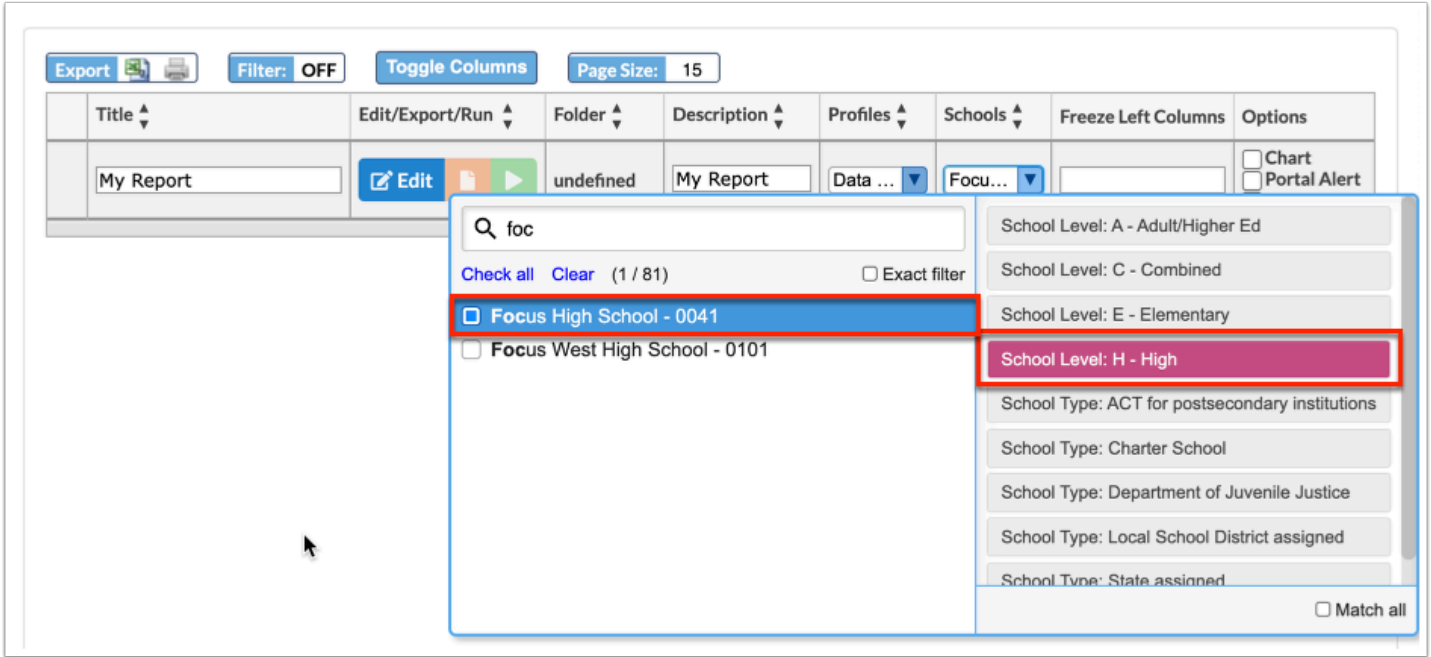 Export Filter: OFF Toggle Columns Page Size: 15
Title Edit/Export/Run Folder Description Profiles Schools Freeze Left Columns Options
Chart
My Report Edit undefined My Report Data ... Focu... Portal Alert
foc
Check all Clear (1 / 81) Exact filter
Focus High School - 0041
Focus West High School - 0101
School Level: A - Adult/Higher Ed
School Level: C - Combined
School Level: E - Elementary
School Level: H - High
School Type: ACT for postsecondary institutions
School Type: Charter School
School Type: Department of Juvenile Justice
School Type: Local School District assigned
School Type: State assigned
Match all